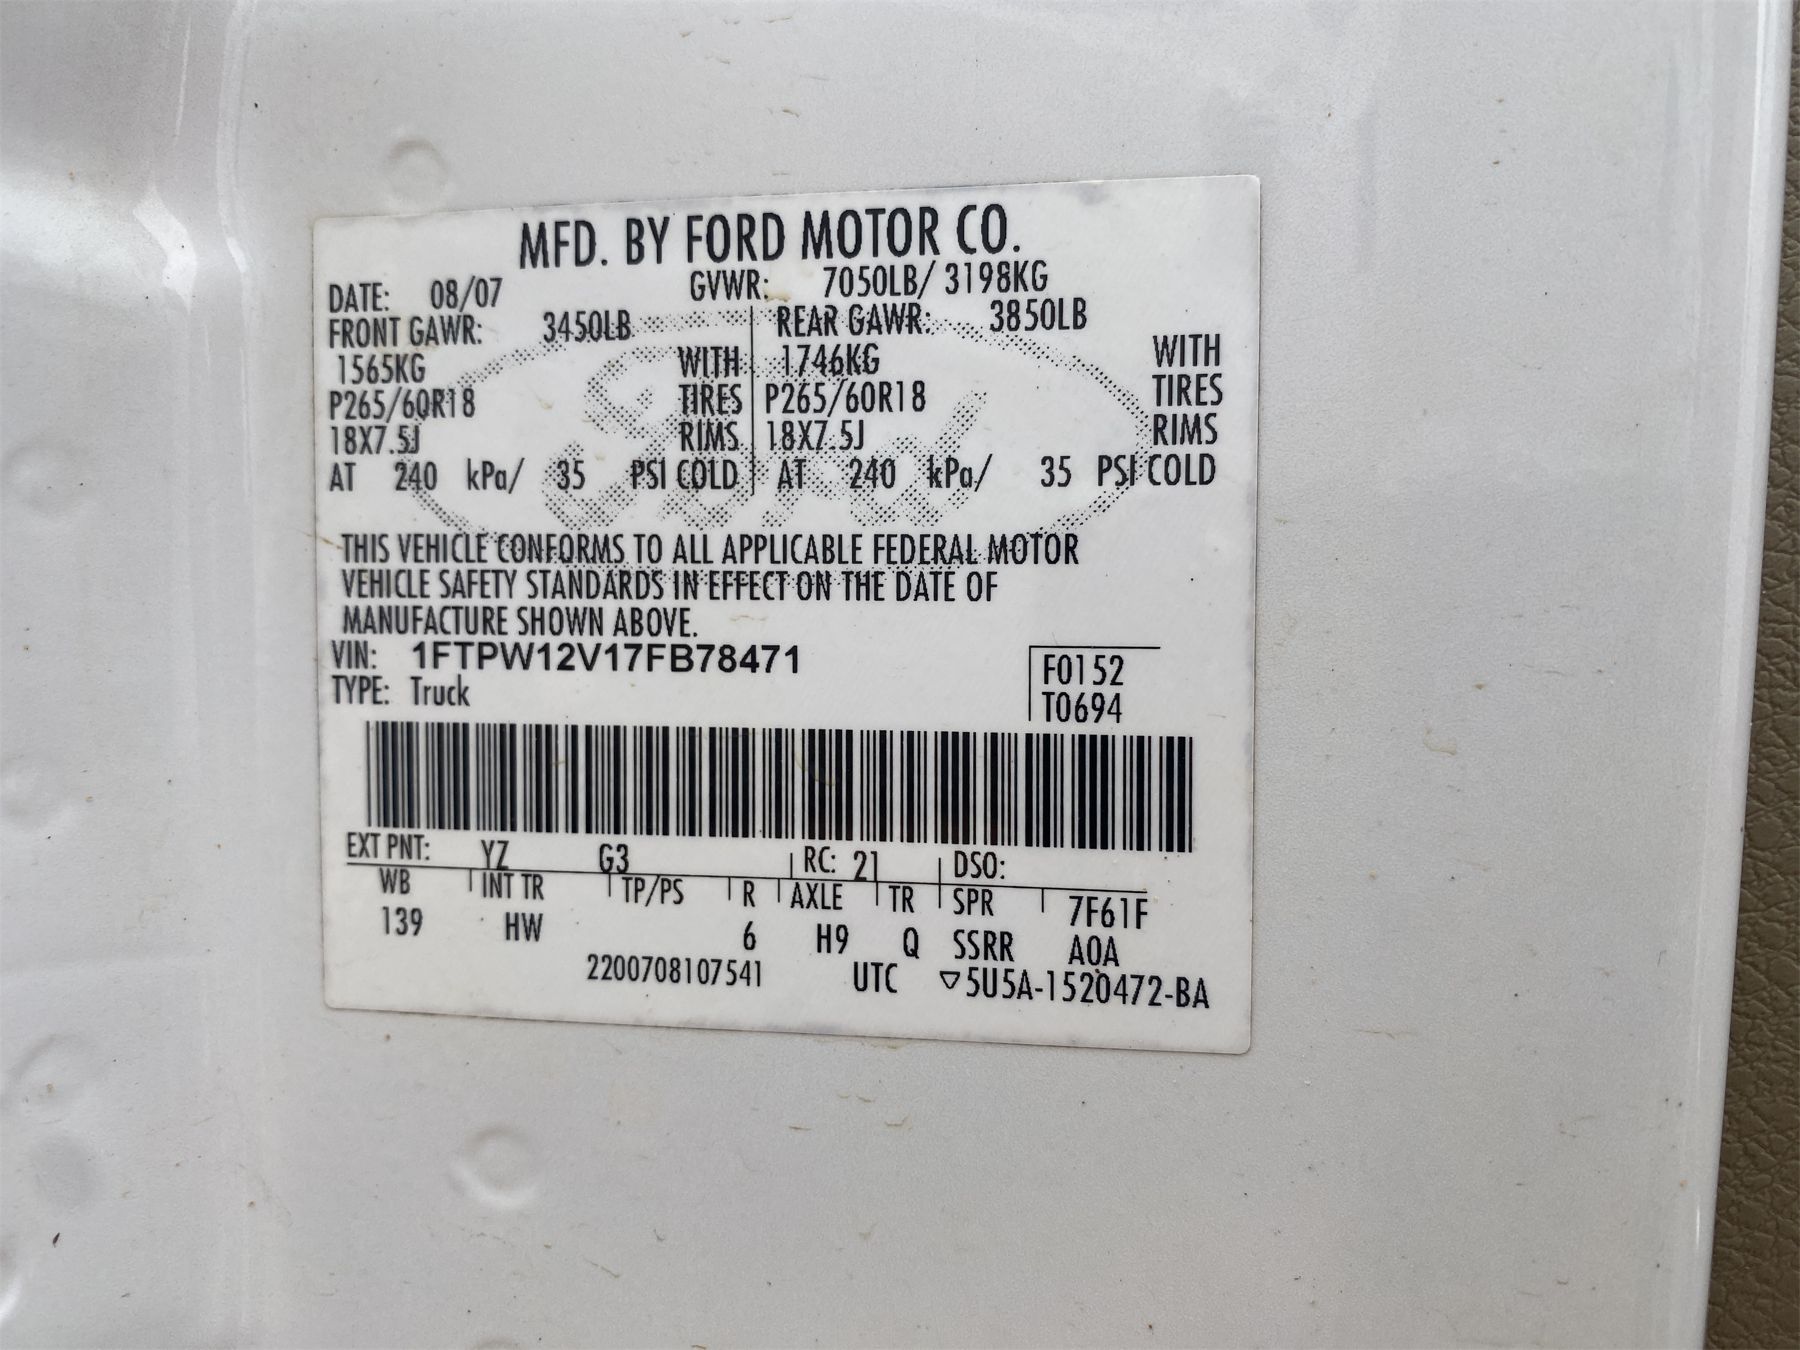 MFD. BY FORD MOTOR CO.
DATE: 08/07 GVWR: 7050LB/ 3198KG
FRONT GAWR: 3450LB REAR GAWR: 3850LB
1565KG WITH 1746KG WITH
P265/60R18 TIRES P265/60R18 TIRES
18X7.5J RIMS 18X7.5J RIMS
AT 240 kPa/ 35 PSI COLD AT 240 kPa/ 35 PSI COLD
Ford
THIS VEHICLE CONFORMS TO ALL APPLICABLE FEDERAL MOTOR
VEHICLE SAFETY STANDARDS IN EFFECT ON THE DATE OF
MANUFACTURE SHOWN ABOVE.
VIN: 1FTPW12V17FB78471 F0152
TYPE: Truck T0694
EXT PNT: YZ G3 RC: 21 DSO:
WB INT TR TP/PS R AXLE TR SPR 7F61F
139 HW 6 H9 Q SSRR AOA
2200708107541 UTC ▽5U5A-1520472-BA